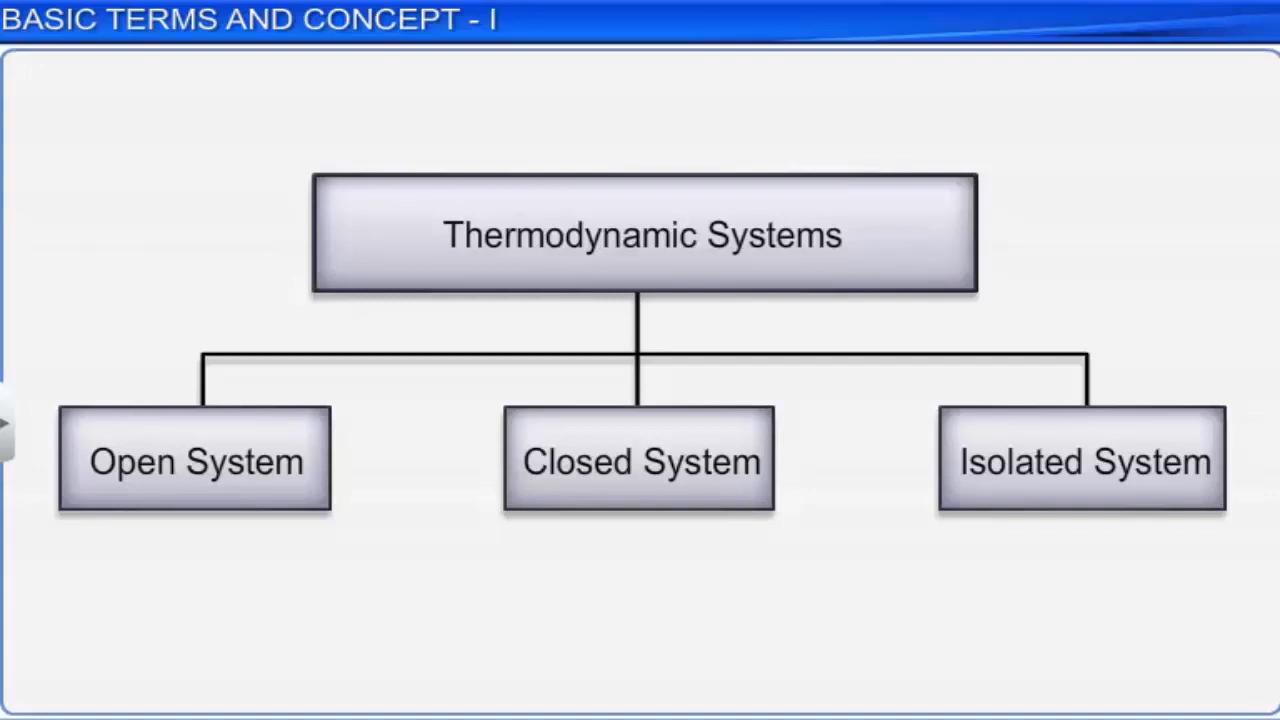 BASIC TERMS AND CONCEPT - I
Thermodynamic Systems
Open System
Closed System
Isolated System